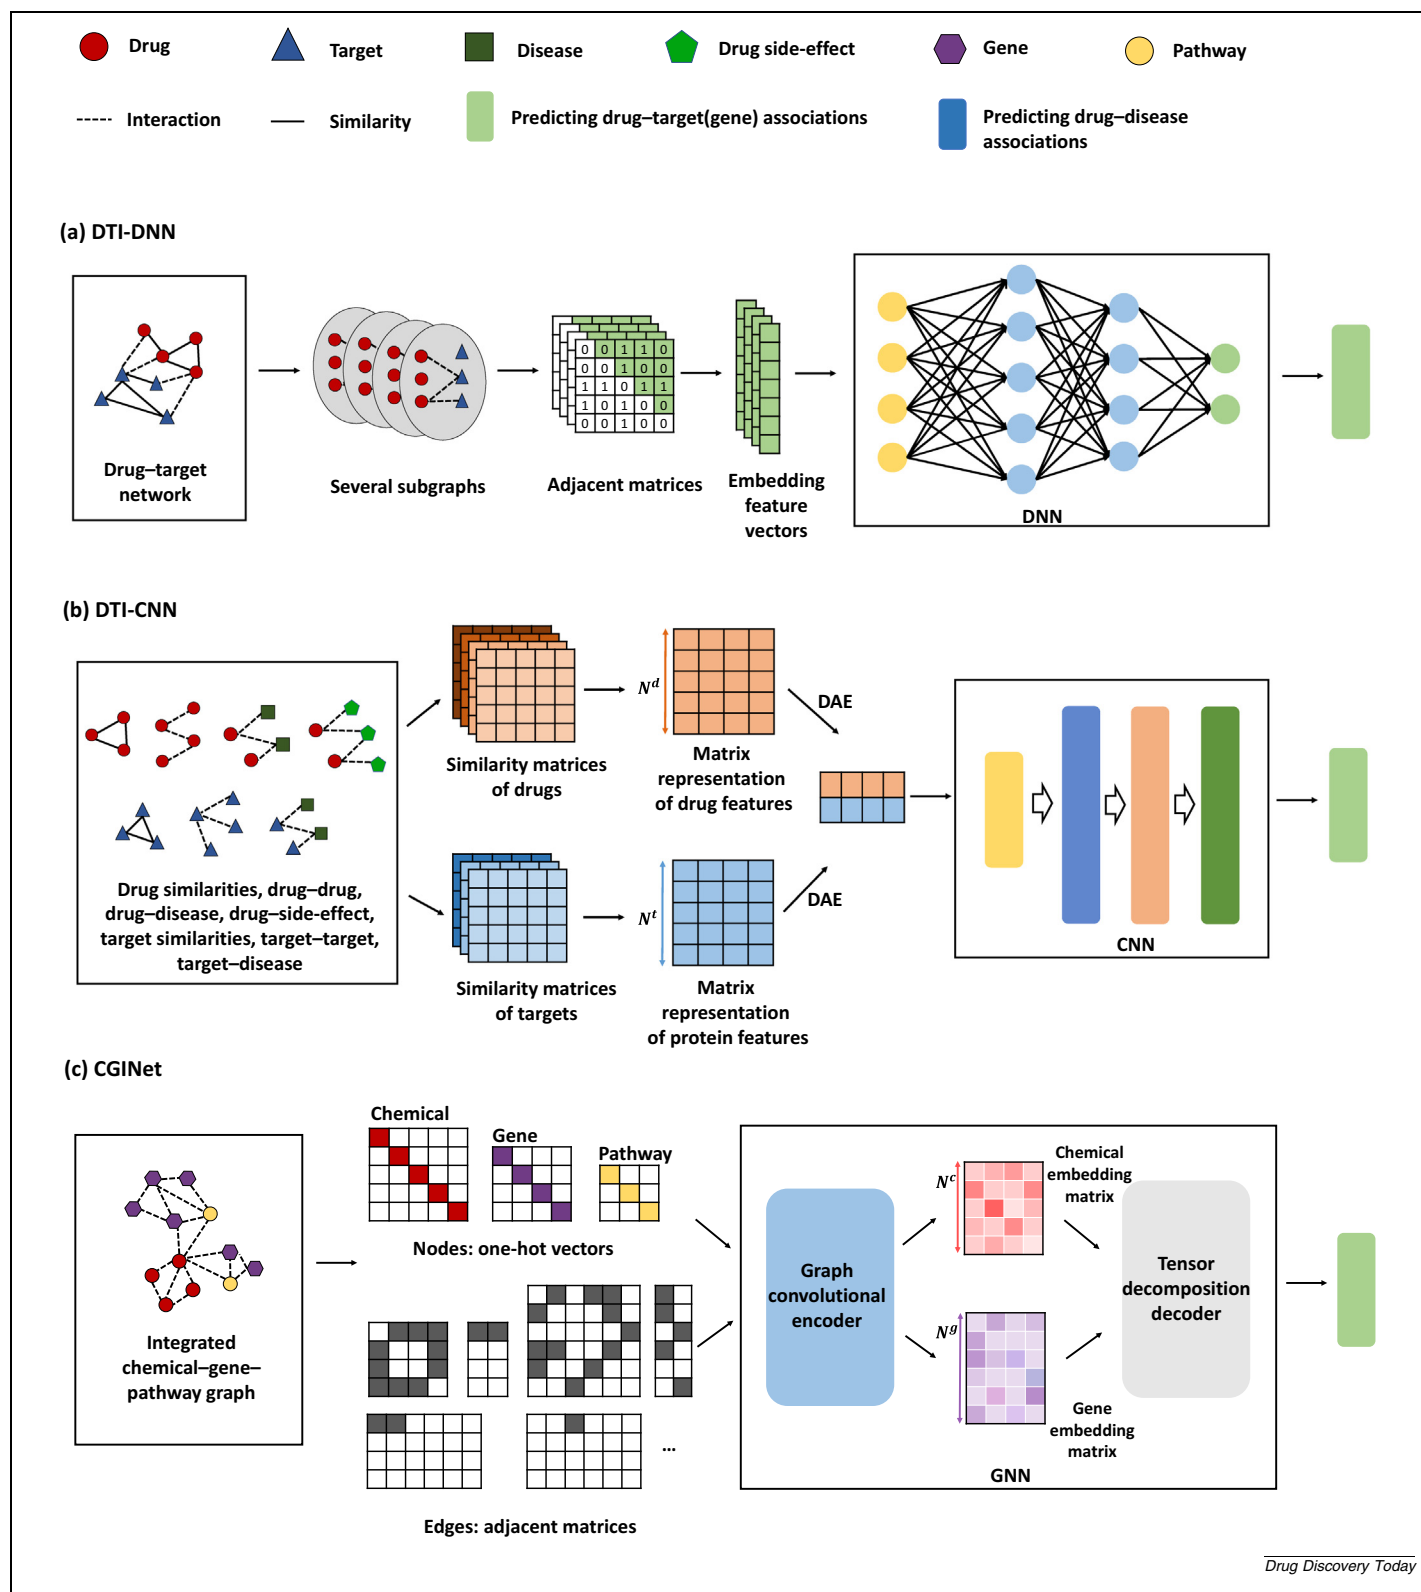 Drug
Target
Disease
Drug side-effect
Gene
Pathway
Interaction
Similarity
Predicting drug–target(gene) associations
Predicting drug–disease
associations
(a) DTI-DNN
Drug–target
network
Several subgraphs
0 0 1 1 0
0 0 1 0 0
1 1 0 1 1
1 0 1 0 0
0 0 1 0 0
Adjacent matrices
Embedding
feature
vectors
DNN
(b) DTI-CNN
Drug similarities, drug–drug,
drug–disease, drug–side-effect,
target similarities, target–target,
target–disease
Similarity matrices
of drugs
N^d
Matrix
representation
of drug features
DAE
Similarity matrices
of targets
N^t
Matrix
representation
of protein features
DAE
CNN
(c) CGINet
Integrated
chemical–gene–
pathway graph
Chemical
Gene
Pathway
Nodes: one-hot vectors
...
Edges: adjacent matrices
Graph
convolutional
encoder
N^c
Chemical
embedding
matrix
N^g
Gene
embedding
matrix
Tensor
decomposition
decoder
GNN
Drug Discovery Today